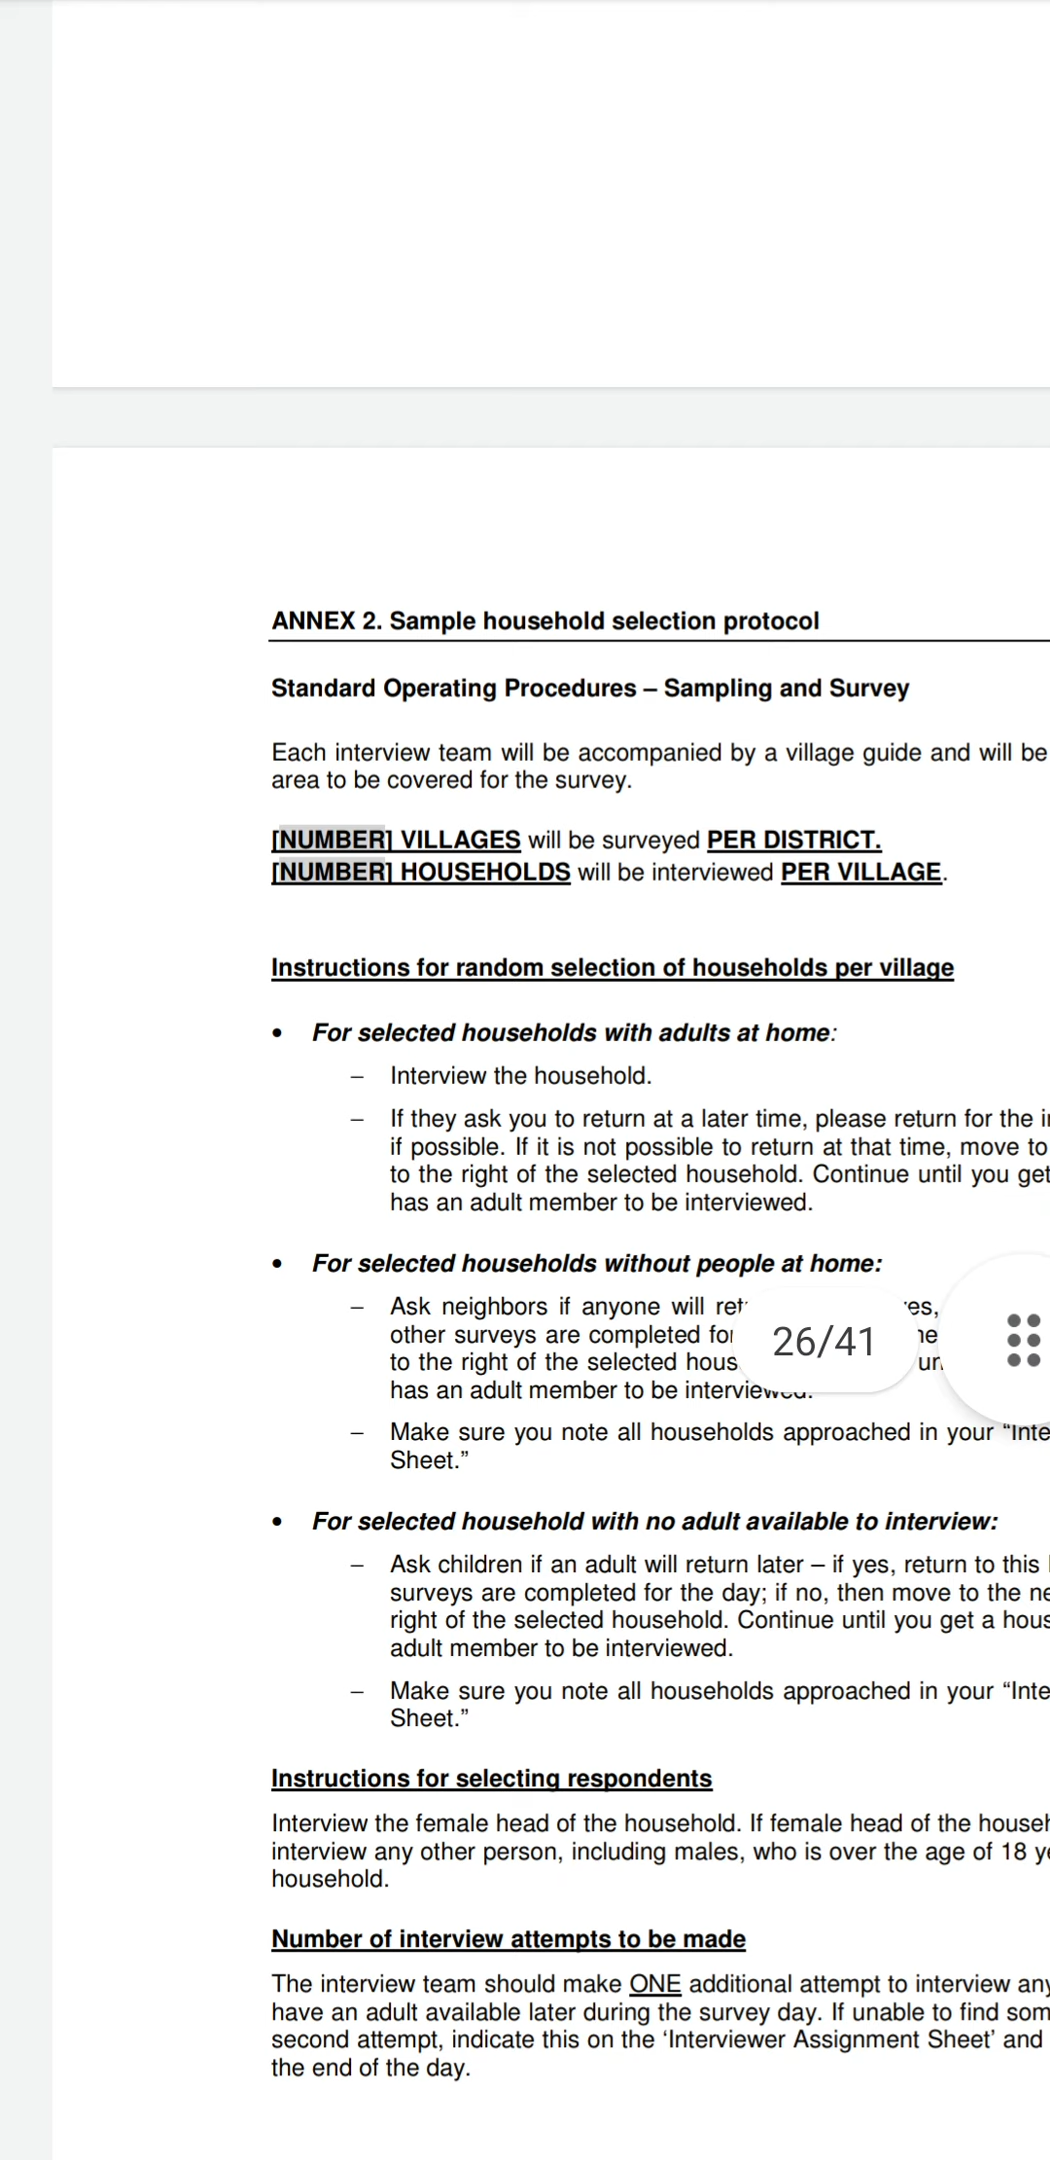 ANNEX 2. Sample household selection protocol
Standard Operating Procedures – Sampling and Survey
Each interview team will be accompanied by a village guide and will be
area to be covered for the survey.
[NUMBER] VILLAGES will be surveyed PER DISTRICT.
[NUMBER] HOUSEHOLDS will be interviewed PER VILLAGE.
Instructions for random selection of households per village
• For selected households with adults at home:
– Interview the household.
– If they ask you to return at a later time, please return for the
if possible. If it is not possible to return at that time, move to
to the right of the selected household. Continue until you get
has an adult member to be interviewed.
• For selected households without people at home:
– Ask neighbors if anyone will
other surveys are completed
26/41
to the right of the selected
has an adult member to be interviewed.
– Make sure you note all households approached in your
Sheet.”
• For selected household with no adult available to interview:
– Ask children if an adult will return later – if yes, return to this
surveys are completed for the day; if no, then move to the
right of the selected household. Continue until you get a
adult member to be interviewed.
– Make sure you note all households approached in your
Sheet.”
Instructions for selecting respondents
Interview the female head of the household. If female head of the
interview any other person, including males, who is over the age of 18
household.
Number of interview attempts to be made
The interview team should make ONE additional attempt to interview
have an adult available later during the survey day. If unable to find
second attempt, indicate this on the ‘Interviewer Assignment Sheet’ and
the end of the day.